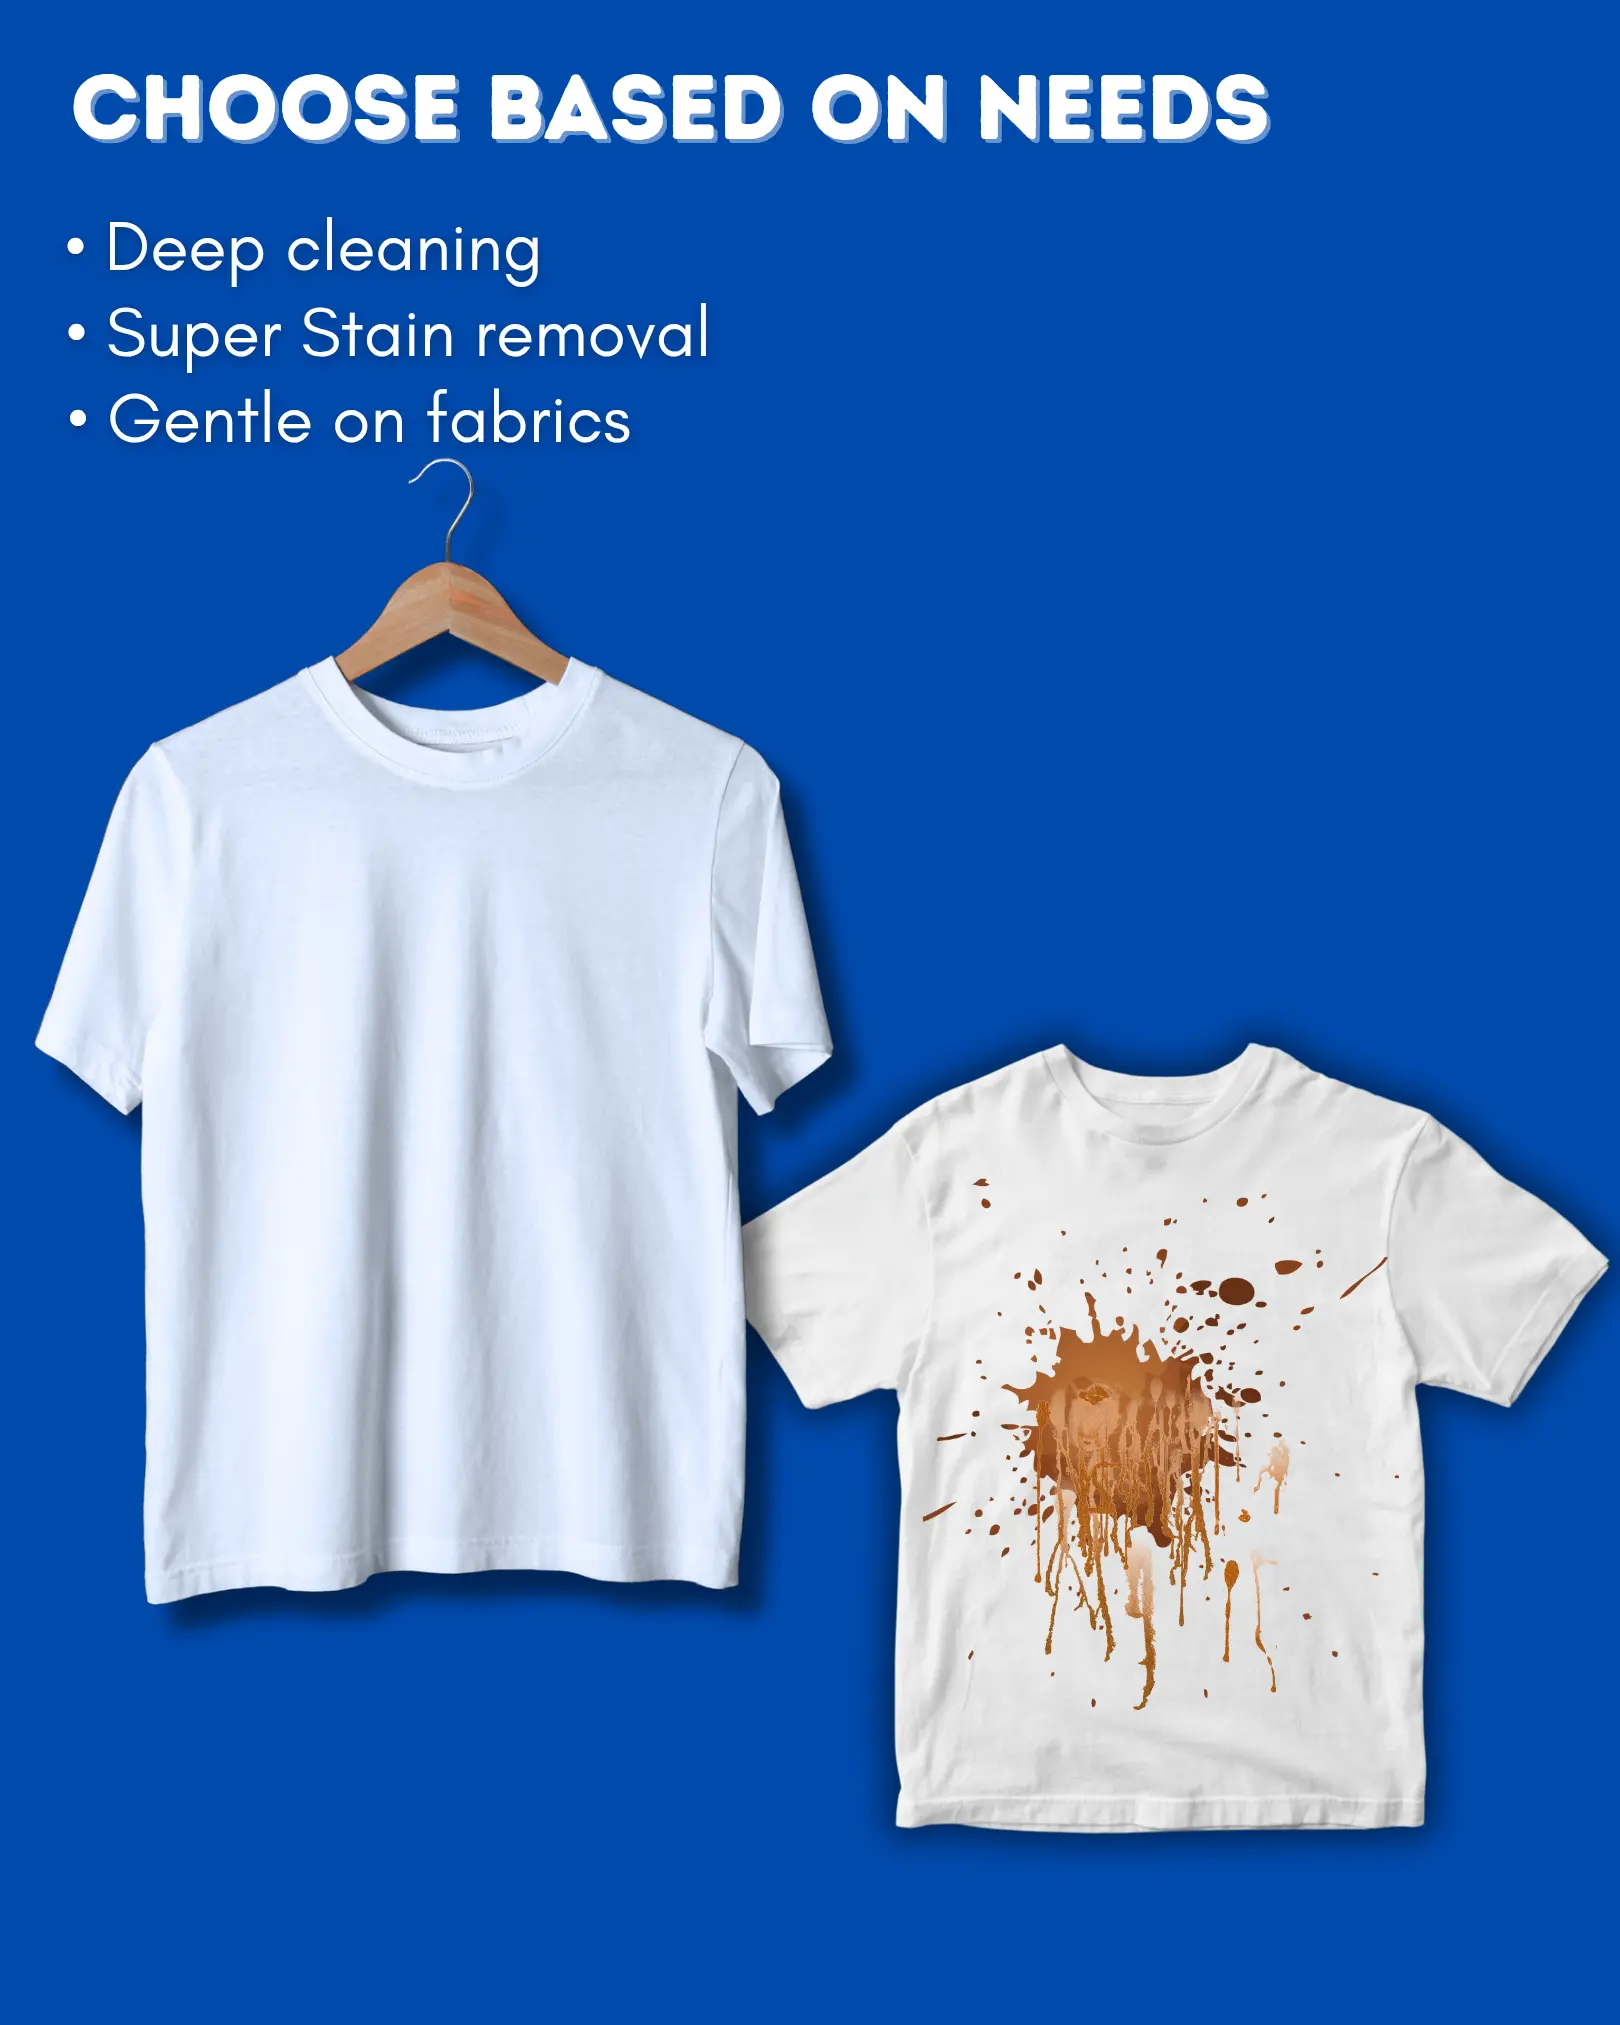 CHOOSE BASED ON NEEDS
• Deep cleaning
• Super Stain removal
• Gentle on fabrics